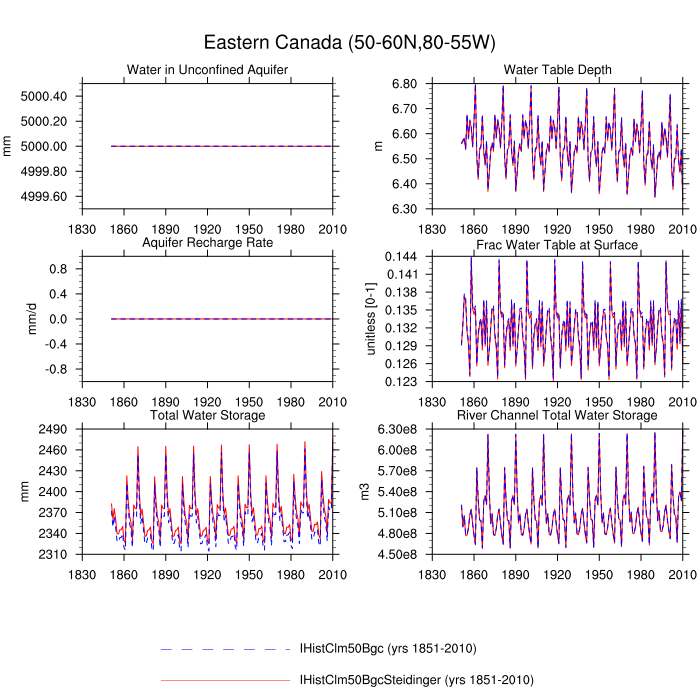 Eastern Canada (50-60N,80-55W)
Water in Unconfined Aquifer
5000.40
5000.20
5000.00
4999.80
4999.60
mm
1830 1860 1890 1920 1950 1980 2010
Water Table Depth
6.80
6.70
6.60
6.50
6.40
6.30
m
1830 1860 1890 1920 1950 1980 2010
Aquifer Recharge Rate
0.8
0.4
0.0
-0.4
-0.8
mm/d
1830 1860 1890 1920 1950 1980 2010
Frac Water Table at Surface
0.144
0.141
0.138
0.135
0.132
0.129
0.126
0.123
unitless [0-1]
1830 1860 1890 1920 1950 1980 2010
Total Water Storage
2490
2460
2430
2400
2370
2340
2310
mm
1830 1860 1890 1920 1950 1980 2010
River Channel Total Water Storage
6.30e8
6.00e8
5.70e8
5.40e8
5.10e8
4.80e8
4.50e8
m3
1830 1860 1890 1920 1950 1980 2010
IHistClm50Bgc (yrs 1851-2010)
IHistClm50BgcSteidinger (yrs 1851-2010)